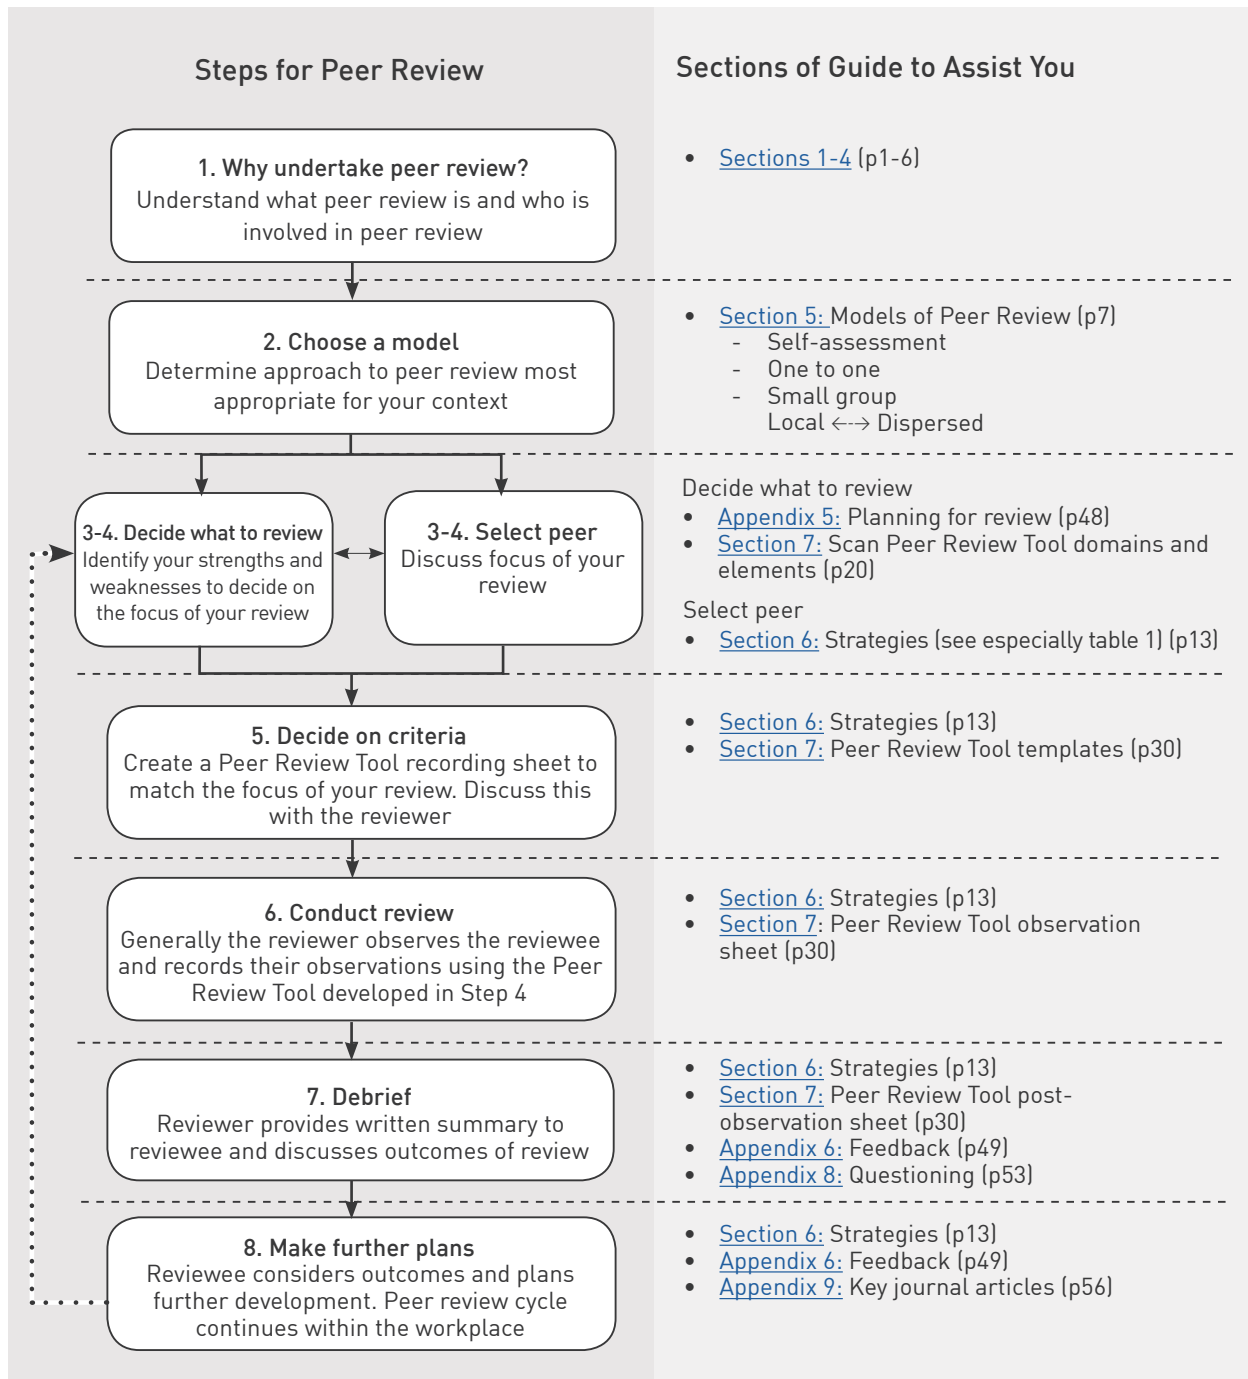 Steps for Peer Review
Sections of Guide to Assist You
1. Why undertake peer review?
Understand what peer review is and who is
involved in peer review
• Sections 1-4 (p1-6)
2. Choose a model
Determine approach to peer review most
appropriate for your context
• Section 5: Models of Peer Review (p7)
- Self-assessment
- One to one
- Small group
Local ←-→ Dispersed
3-4. Decide what to review
Identify your strengths and
weaknesses to decide on
the focus of your review
3-4. Select peer
Discuss focus of your
review
Decide what to review
• Appendix 5: Planning for review (p48)
• Section 7: Scan Peer Review Tool domains and
elements (p20)
Select peer
• Section 6: Strategies (see especially table 1) (p13)
5. Decide on criteria
Create a Peer Review Tool recording sheet to
match the focus of your review. Discuss this
with the reviewer
• Section 6: Strategies (p13)
• Section 7: Peer Review Tool templates (p30)
6. Conduct review
Generally the reviewer observes the reviewee
and records their observations using the Peer
Review Tool developed in Step 4
• Section 6: Strategies (p13)
• Section 7: Peer Review Tool observation
sheet (p30)
7. Debrief
Reviewer provides written summary to
reviewee and discusses outcomes of review
• Section 6: Strategies (p13)
• Section 7: Peer Review Tool post-
observation sheet (p30)
• Appendix 6: Feedback (p49)
• Appendix 8: Questioning (p53)
8. Make further plans
Reviewee considers outcomes and plans
further development. Peer review cycle
continues within the workplace
• Section 6: Strategies (p13)
• Appendix 6: Feedback (p49)
• Appendix 9: Key journal articles (p56)